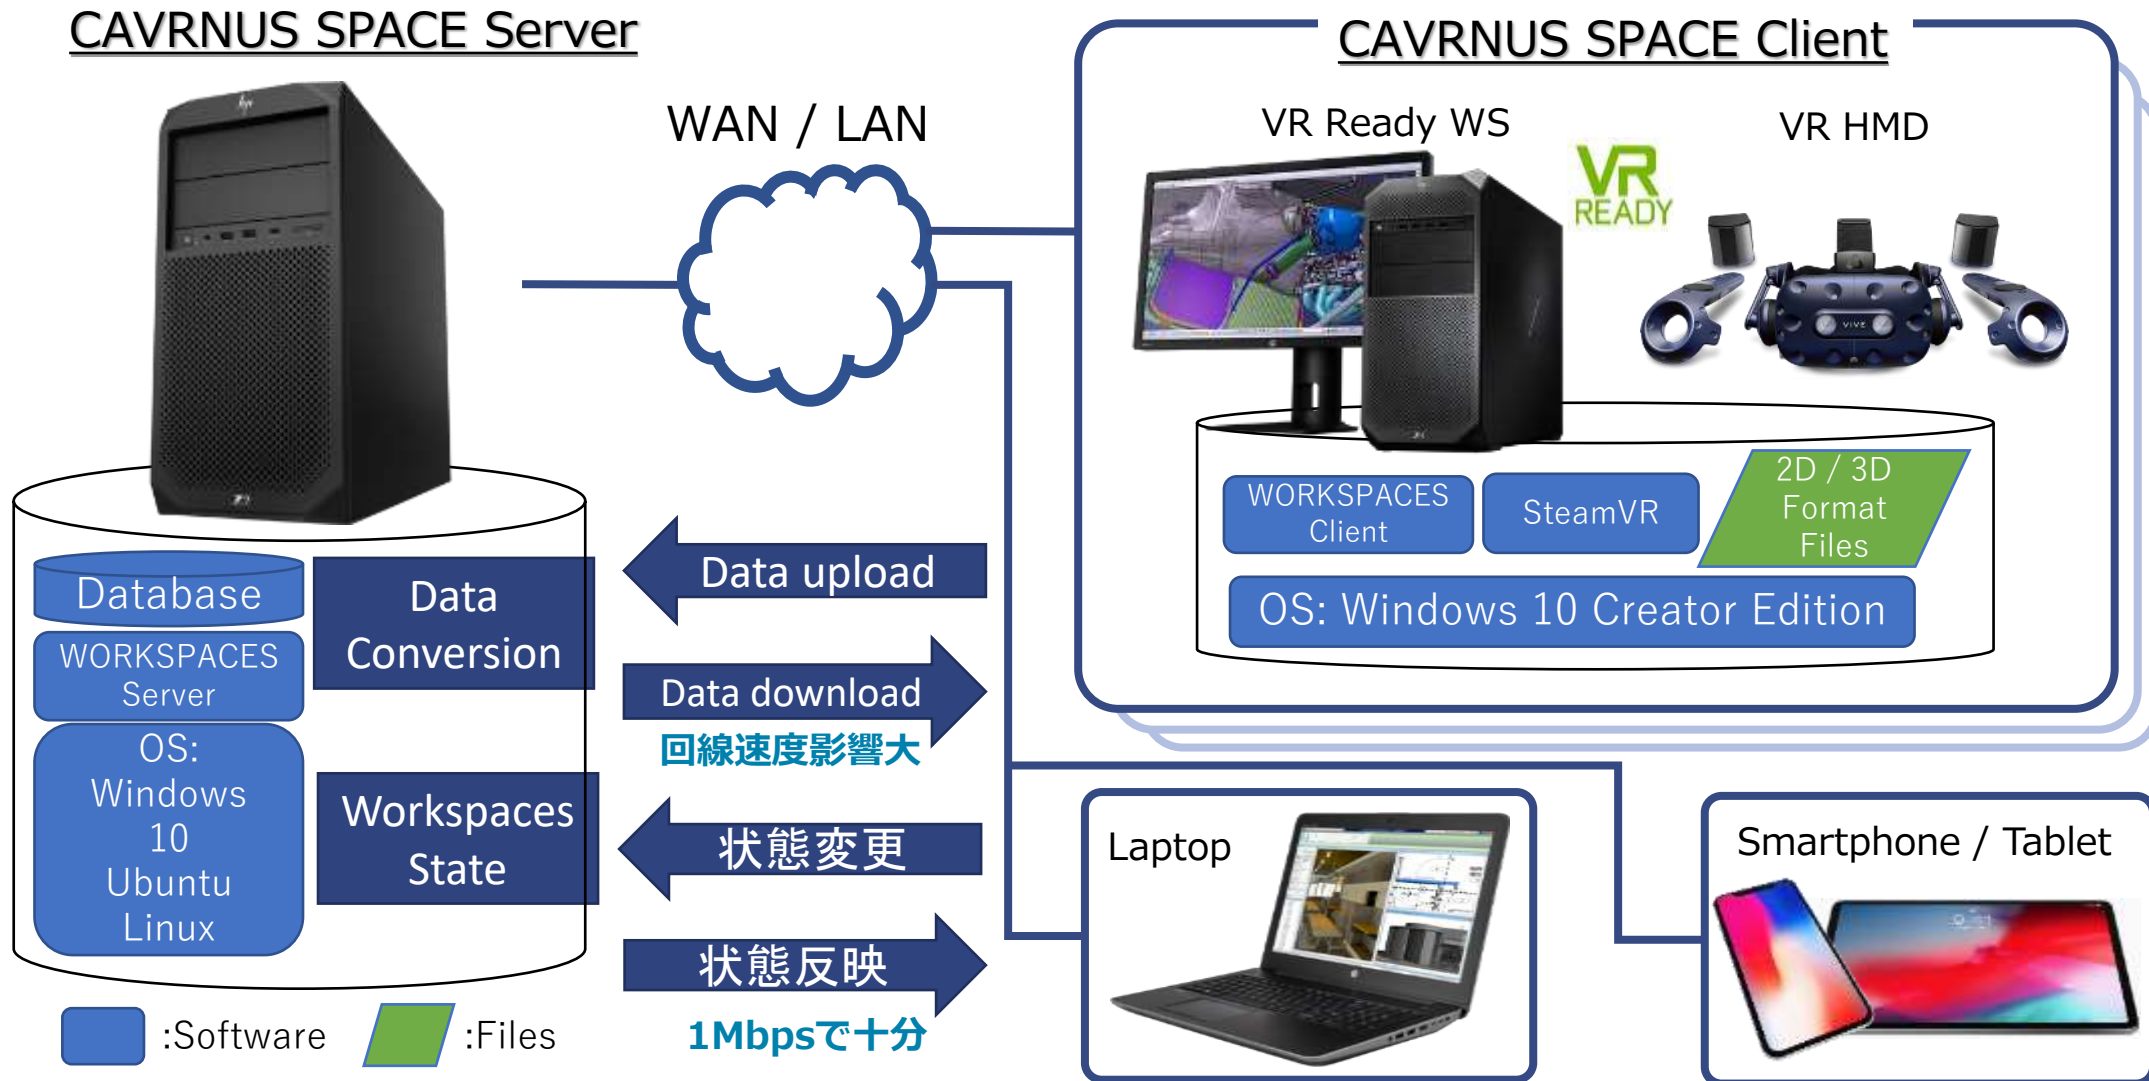 CAVRNUS SPACE Server
WAN / LAN
CAVRNUS SPACE Client
VR Ready WS
VR HMD
VR
READY
VIVE
WORKSPACES
Client
SteamVR
2D / 3D
Format
Files
OS: Windows 10 Creator Edition
Database
WORKSPACES
Server
OS:
Windows
10
Ubuntu
Linux
Data
Conversion
Workspaces
State
Data upload
Data download
回線速度影響大
状態変更
状態反映
1Mbpsで十分
Laptop
Smartphone / Tablet
:Software
:Files